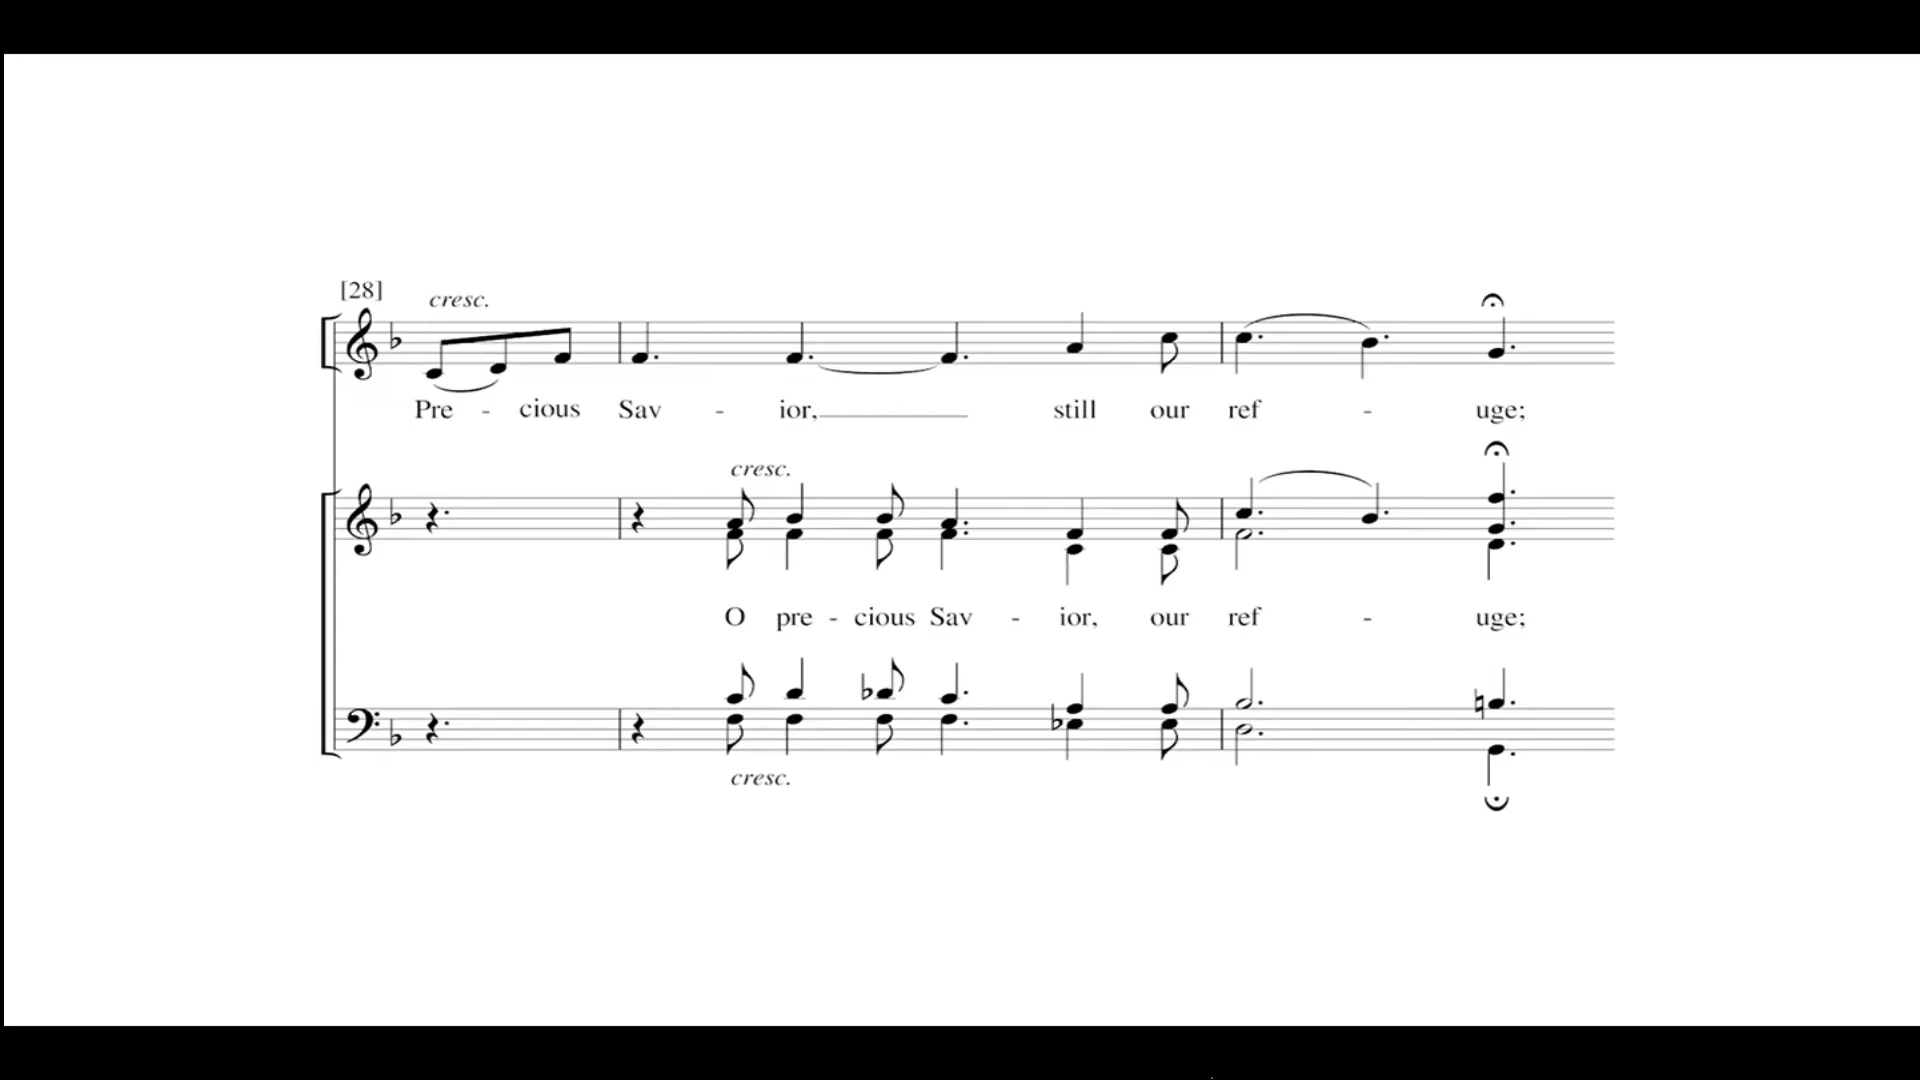 [28]
cresc.
Pre - cious Sav - ior, still our ref - uge;
cresc.
O pre - cious Sav - ior, our ref - uge;
cresc.